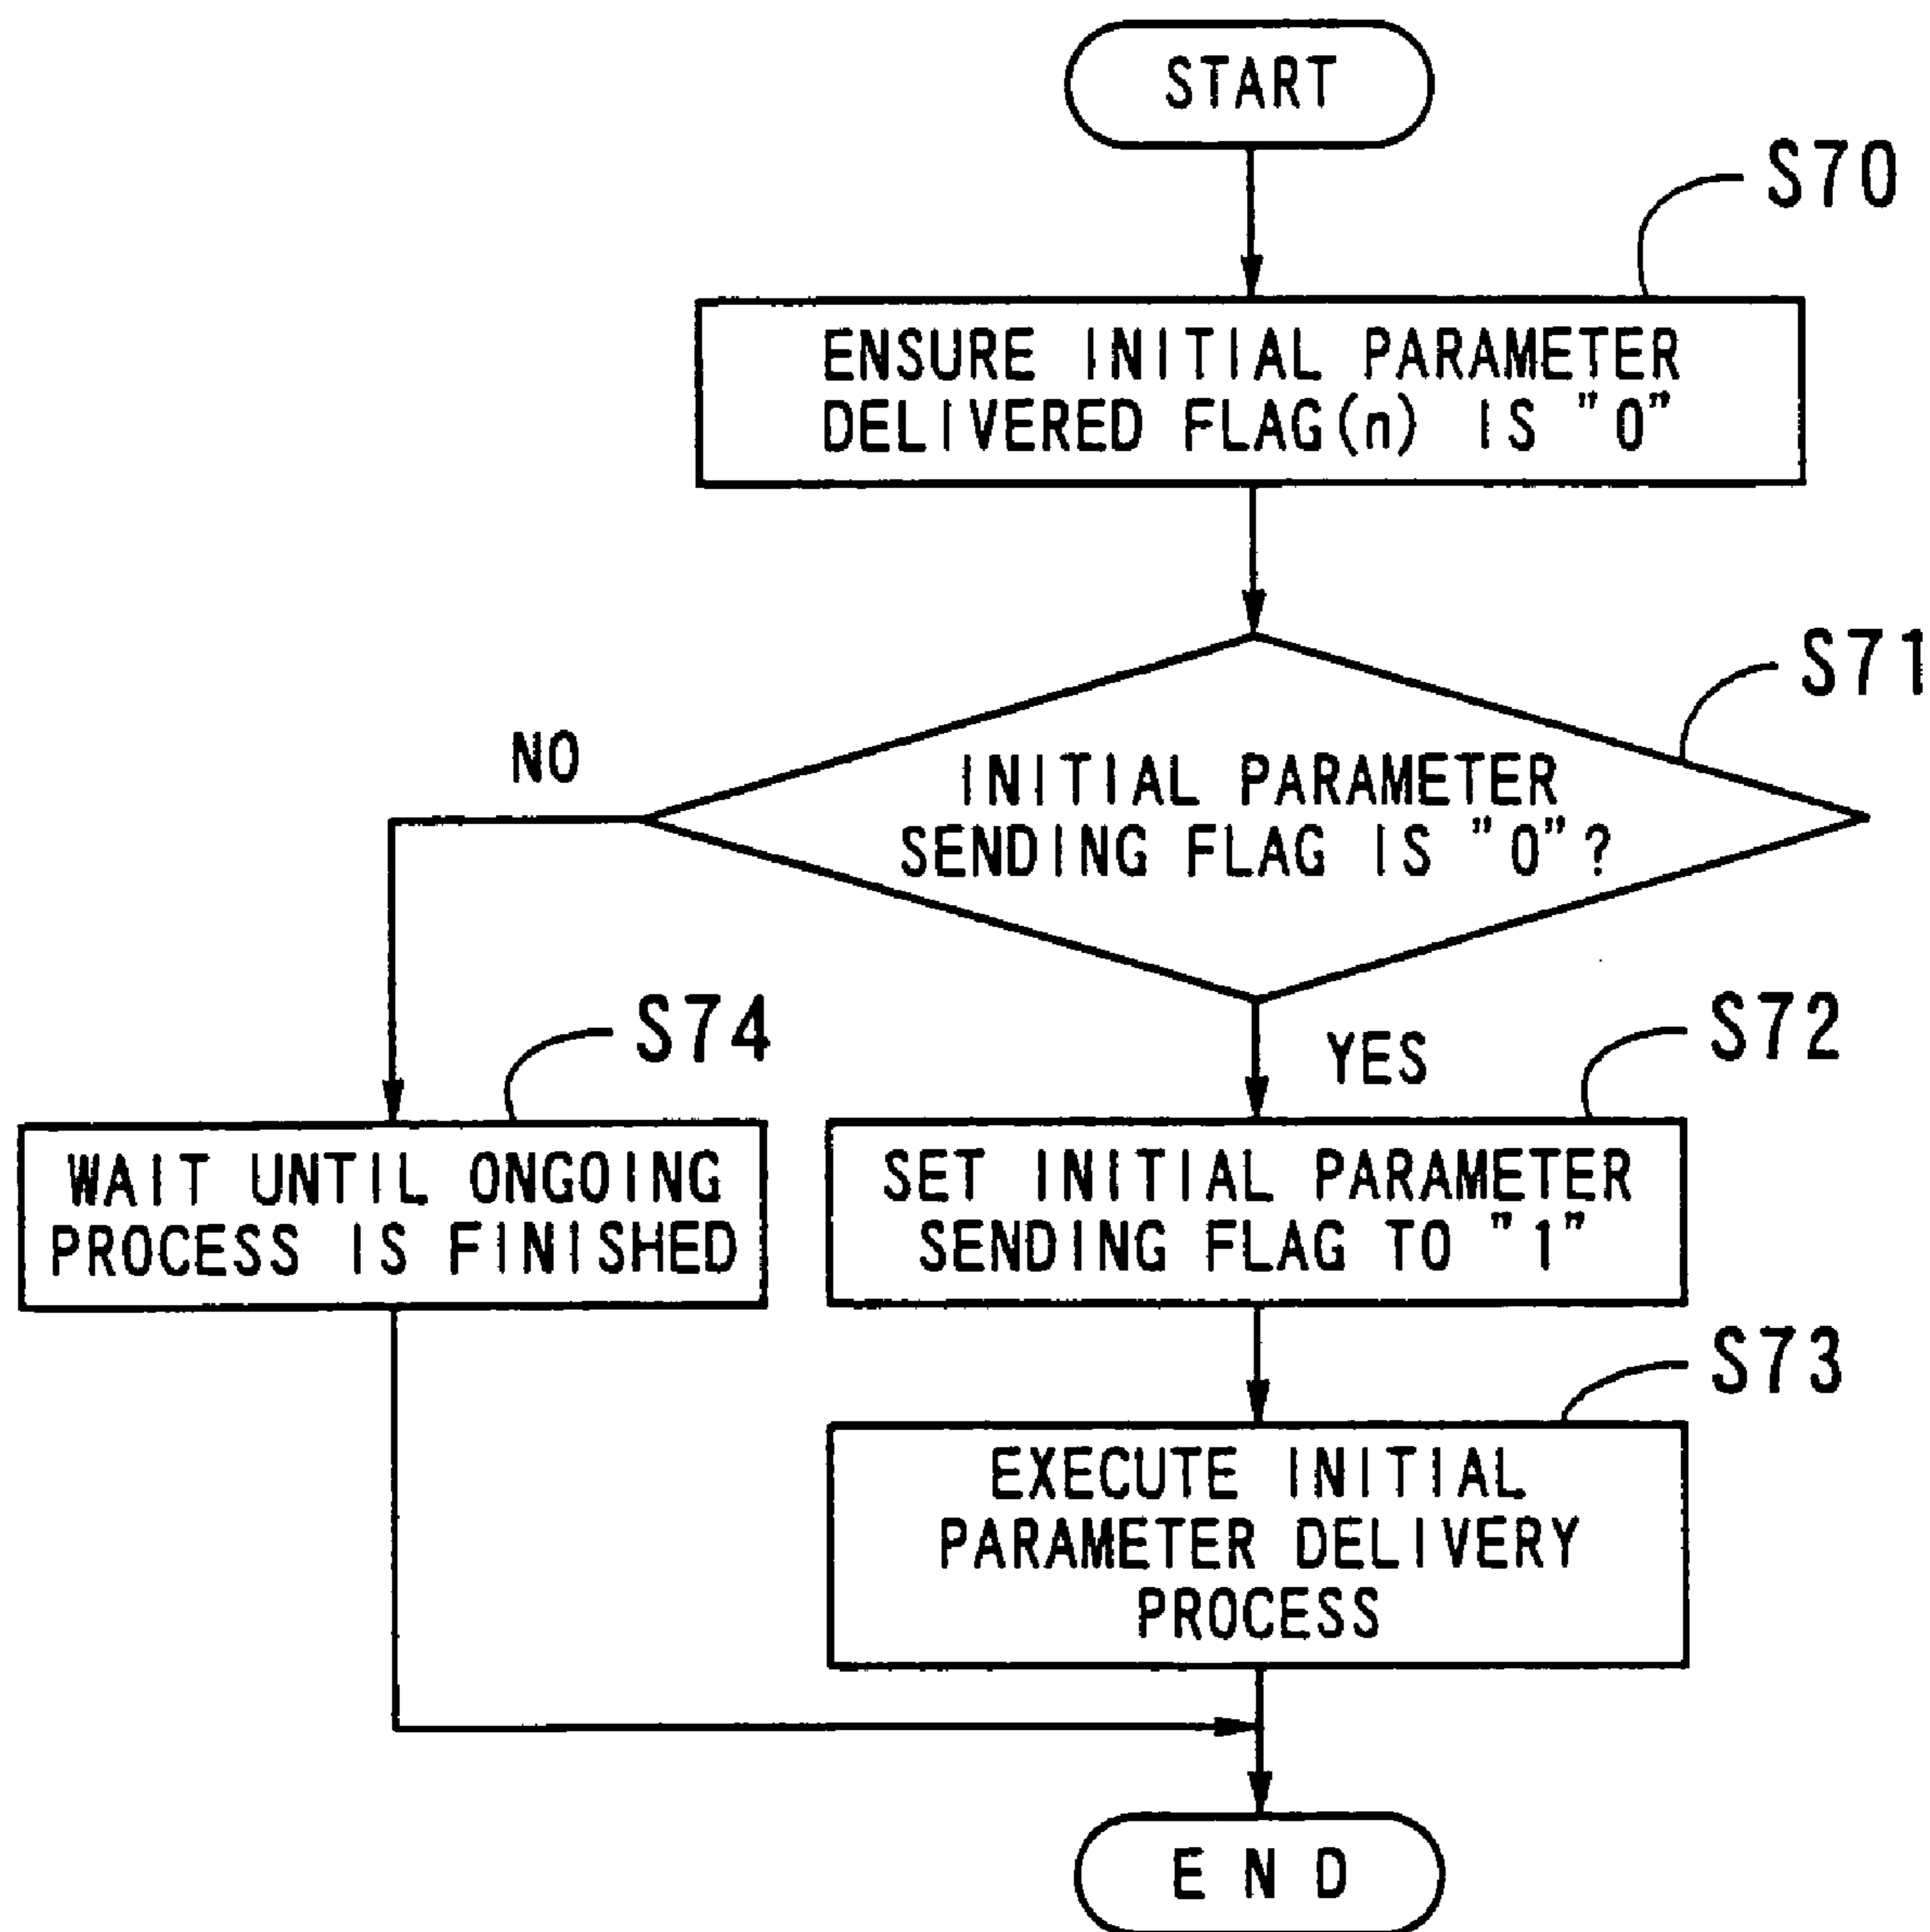 START
S70
ENSURE INITIAL PARAMETER
DELIVERED FLAG(n) IS "0"
S71
INITIAL PARAMETER
SENDING FLAG IS "0"?
NO
YES
S74
WAIT UNTIL ONGOING
PROCESS IS FINISHED
S72
SET INITIAL PARAMETER
SENDING FLAG TO "1"
S73
EXECUTE INITIAL
PARAMETER DELIVERY
PROCESS
END